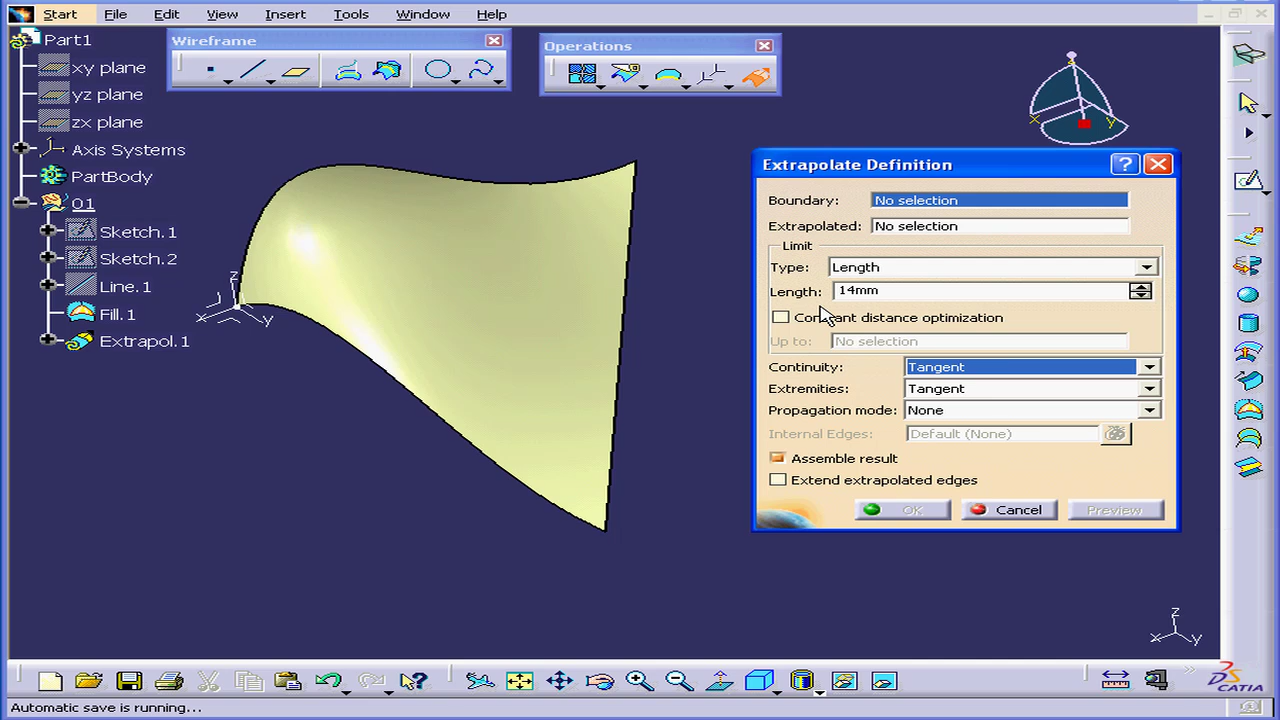 Start File Edit View Insert Tools Window Help
Part1
xy plane
yz plane
zx plane
Axis Systems
PartBody
01
Sketch.1
Sketch.2
Line.1
Fill.1
Extrapol.1
Wireframe
Operations
x y z
z
x y
Extrapolate Definition
Boundary: No selection
Extrapolated: No selection
Limit
Type: Length
Length: 14mm
Constant distance optimization
Up to: No selection
Continuity: Tangent
Extremities: Tangent
Propagation mode: None
Internal Edges: Default (None)
Assemble result
Extend extrapolated edges
OK Cancel Preview
z
x y
CATIA
Automatic save is running...